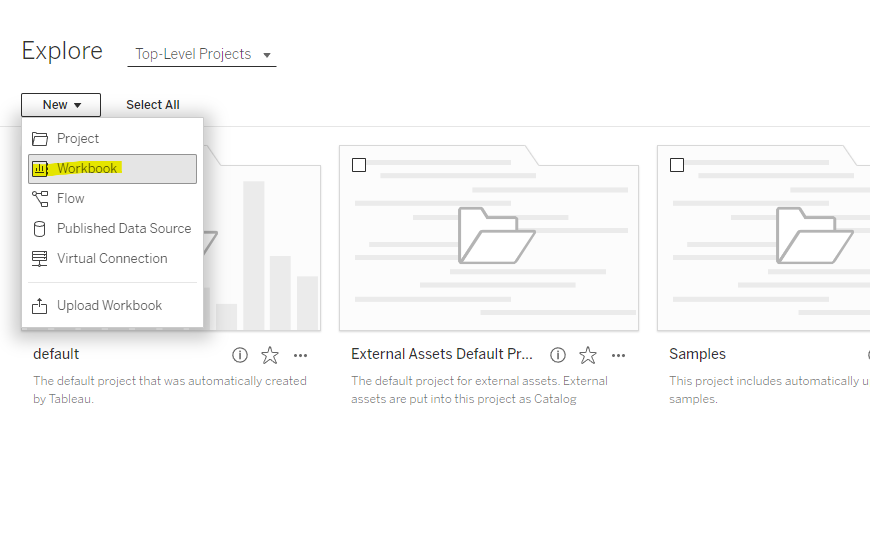 Explore
Top-Level Projects
New
Select All
Project
Workbook
Flow
Published Data Source
Virtual Connection
Upload Workbook
default
The default project that was automatically created
by Tableau.
External Assets Default Pr...
The default project for external assets. External
assets are put into this project as Catalog
Samples
This project includes automatically u
samples.